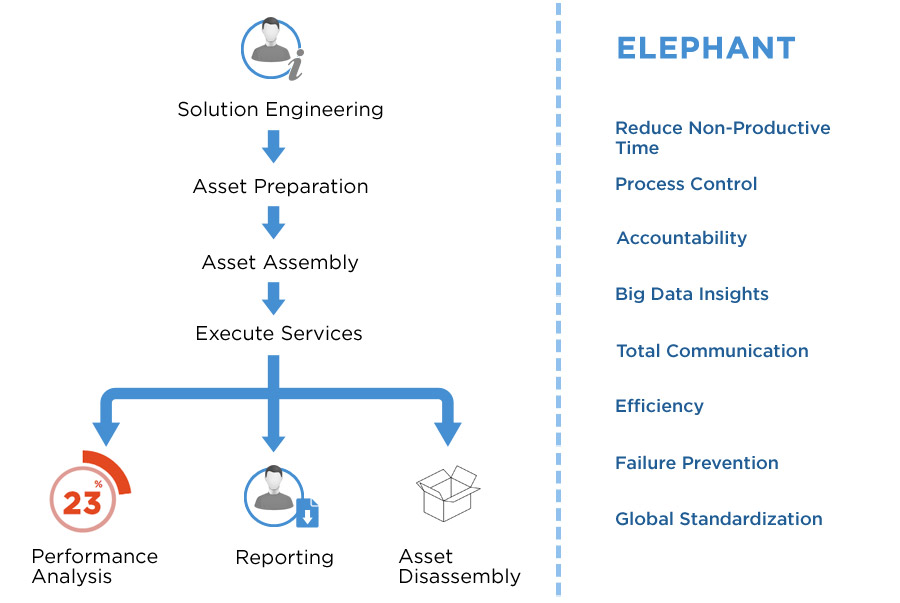 Solution Engineering
Asset Preparation
Asset Assembly
Execute Services
%
23
Performance
Analysis
Reporting
Asset
Disassembly
ELEPHANT
Reduce Non-Productive
Time
Process Control
Accountability
Big Data Insights
Total Communication
Efficiency
Failure Prevention
Global Standardization